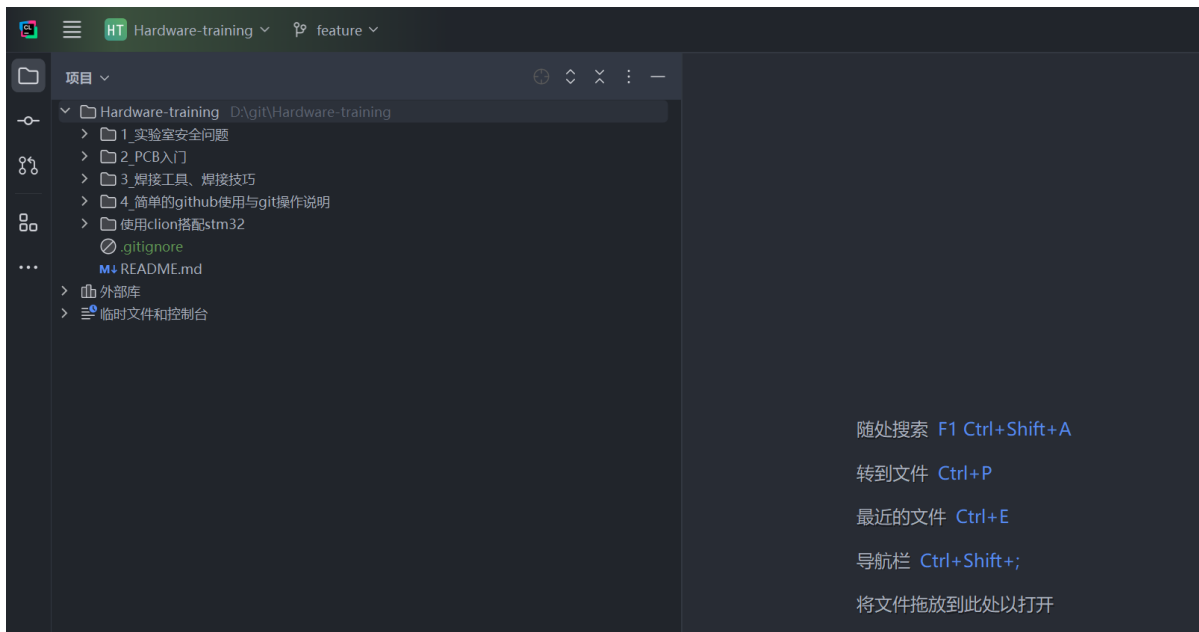 CL HT Hardware-training feature
项目
Hardware-training D:\git\Hardware-training
1_实验室安全问题
2_PCB入门
3_焊接工具、焊接技巧
4_简单的github使用与git操作说明
使用clion搭配stm32
.gitignore
M↓ README.md
外部库
临时文件和控制台
随处搜索 F1 Ctrl+Shift+A
转到文件 Ctrl+P
最近的文件 Ctrl+E
导航栏 Ctrl+Shift+;
将文件拖放到此处以打开